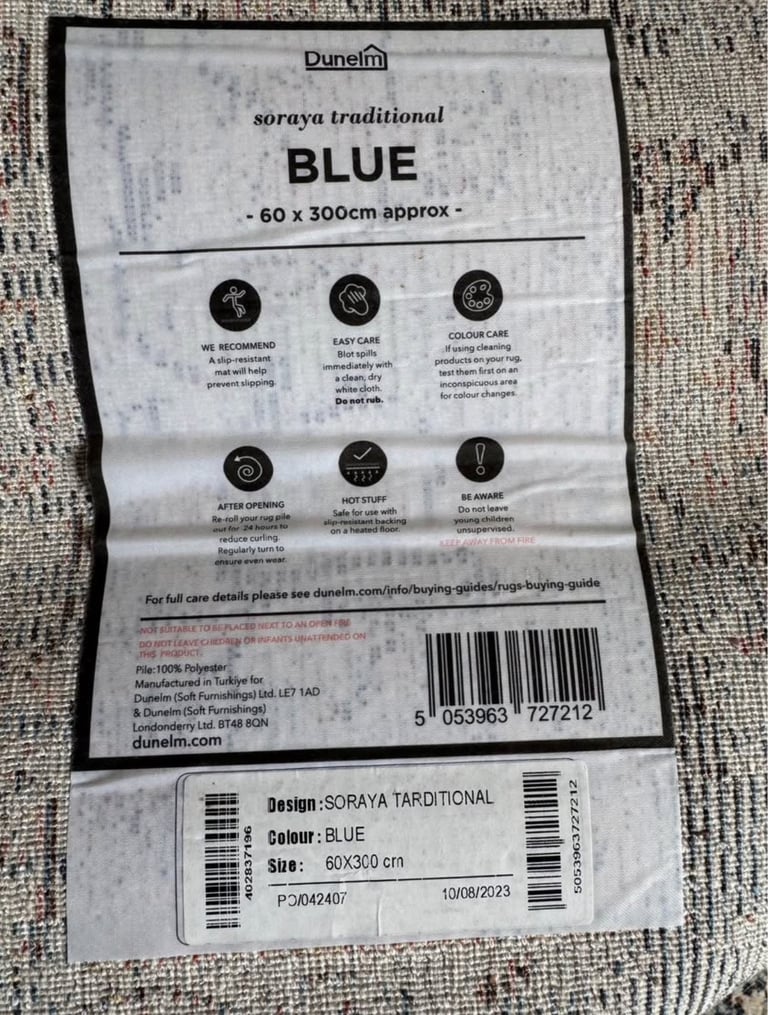 Dunelm
soraya traditional
BLUE
- 60 x 300cm approx -
WE RECOMMEND
A slip-resistant
mat will help
prevent slipping.
EASY CARE
Blot spills
immediately with
a clean, dry
white cloth.
Do not rub.
COLOUR CARE
If using cleaning
products on your rug,
test them first on an
inconspicuous area
for colour changes.
AFTER OPENING
Re-roll your rug pile
out for 24 hours to
reduce curling.
Regularly turn to
ensure even wear.
HOT STUFF
Safe for use with
slip-resistant backing
on a heated floor.
BE AWARE
Do not leave
young children
unsupervised.
KEEP AWAY FROM FIRE
For full care details please see dunelm.com/info/buying-guides/rugs-buying-guide
NOT SUITABLE TO BE PLACED NEXT TO AN OPEN FIRE
DO NOT LEAVE CHILDREN OR INFANTS UNATTENDED ON
THIS PRODUCT.
Pile:100% Polyester
Manufactured in Turkiye for
Dunelm (Soft Furnishings) Ltd. LE7 1AD
& Dunelm (Soft Furnishings)
Londonderry Ltd. BT48 8QN
dunelm.com
5 053963 727212
402837196
Design :SORAYA TARDITIONAL
Colour : BLUE
Size : 60X300 cm
PO/042407 10/08/2023
5053963727212